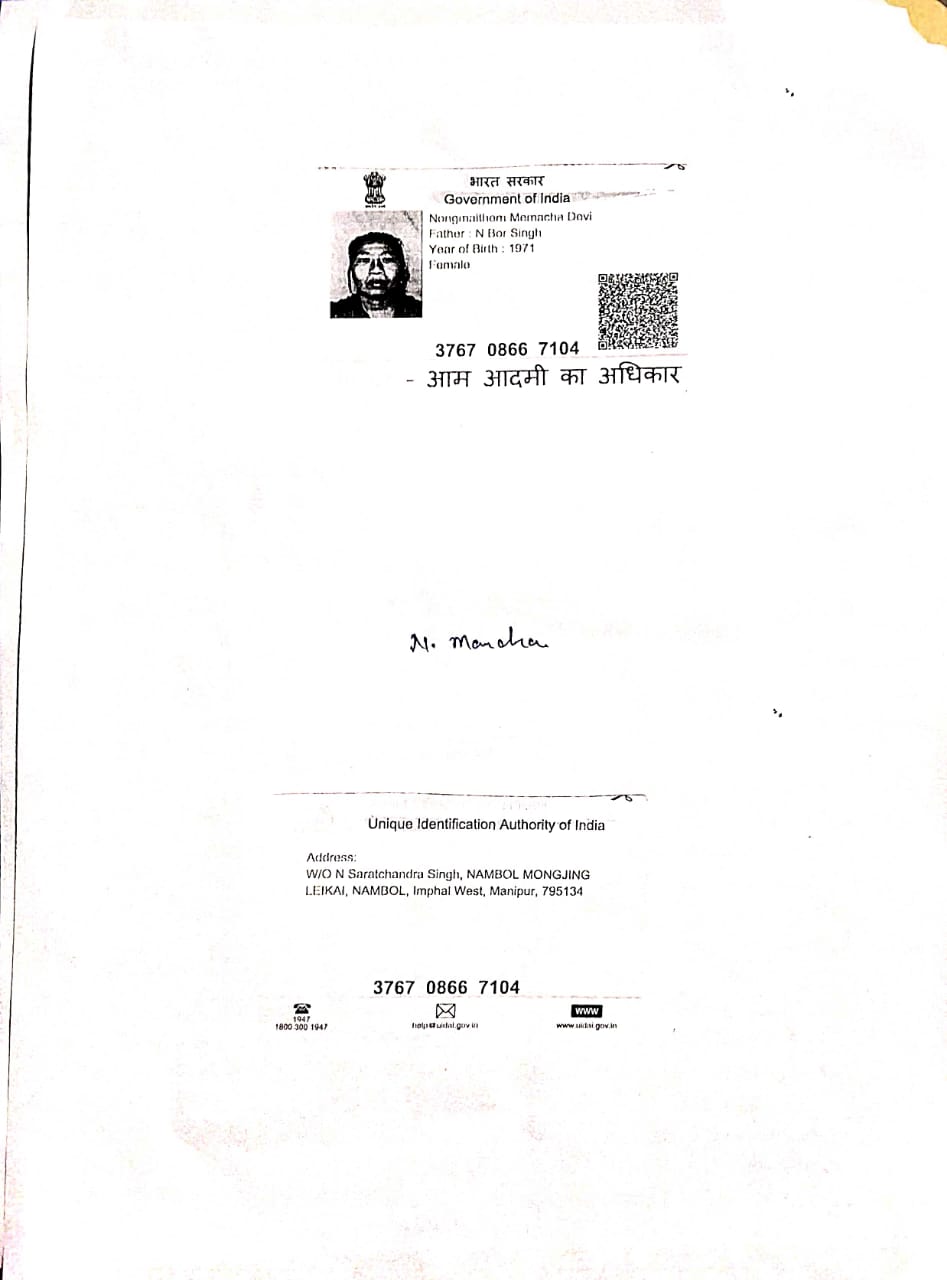 भारत सरकार
Government of India
Nongmaithem Memacha Devi
Father : N Bor Singh
Year of Birth : 1971
Female
3767 0866 7104
- आम आदमी का अधिकार
N.
Unique Identification Authority of India
Address:
W/O N Saratchandra Singh, NAMBOL MONGJING
LEIKAI, NAMBOL, Imphal West, Manipur, 795134
3767 0866 7104
1947
1800 300 1947
help@uidai.gov.in
www
www.uidai.gov.in